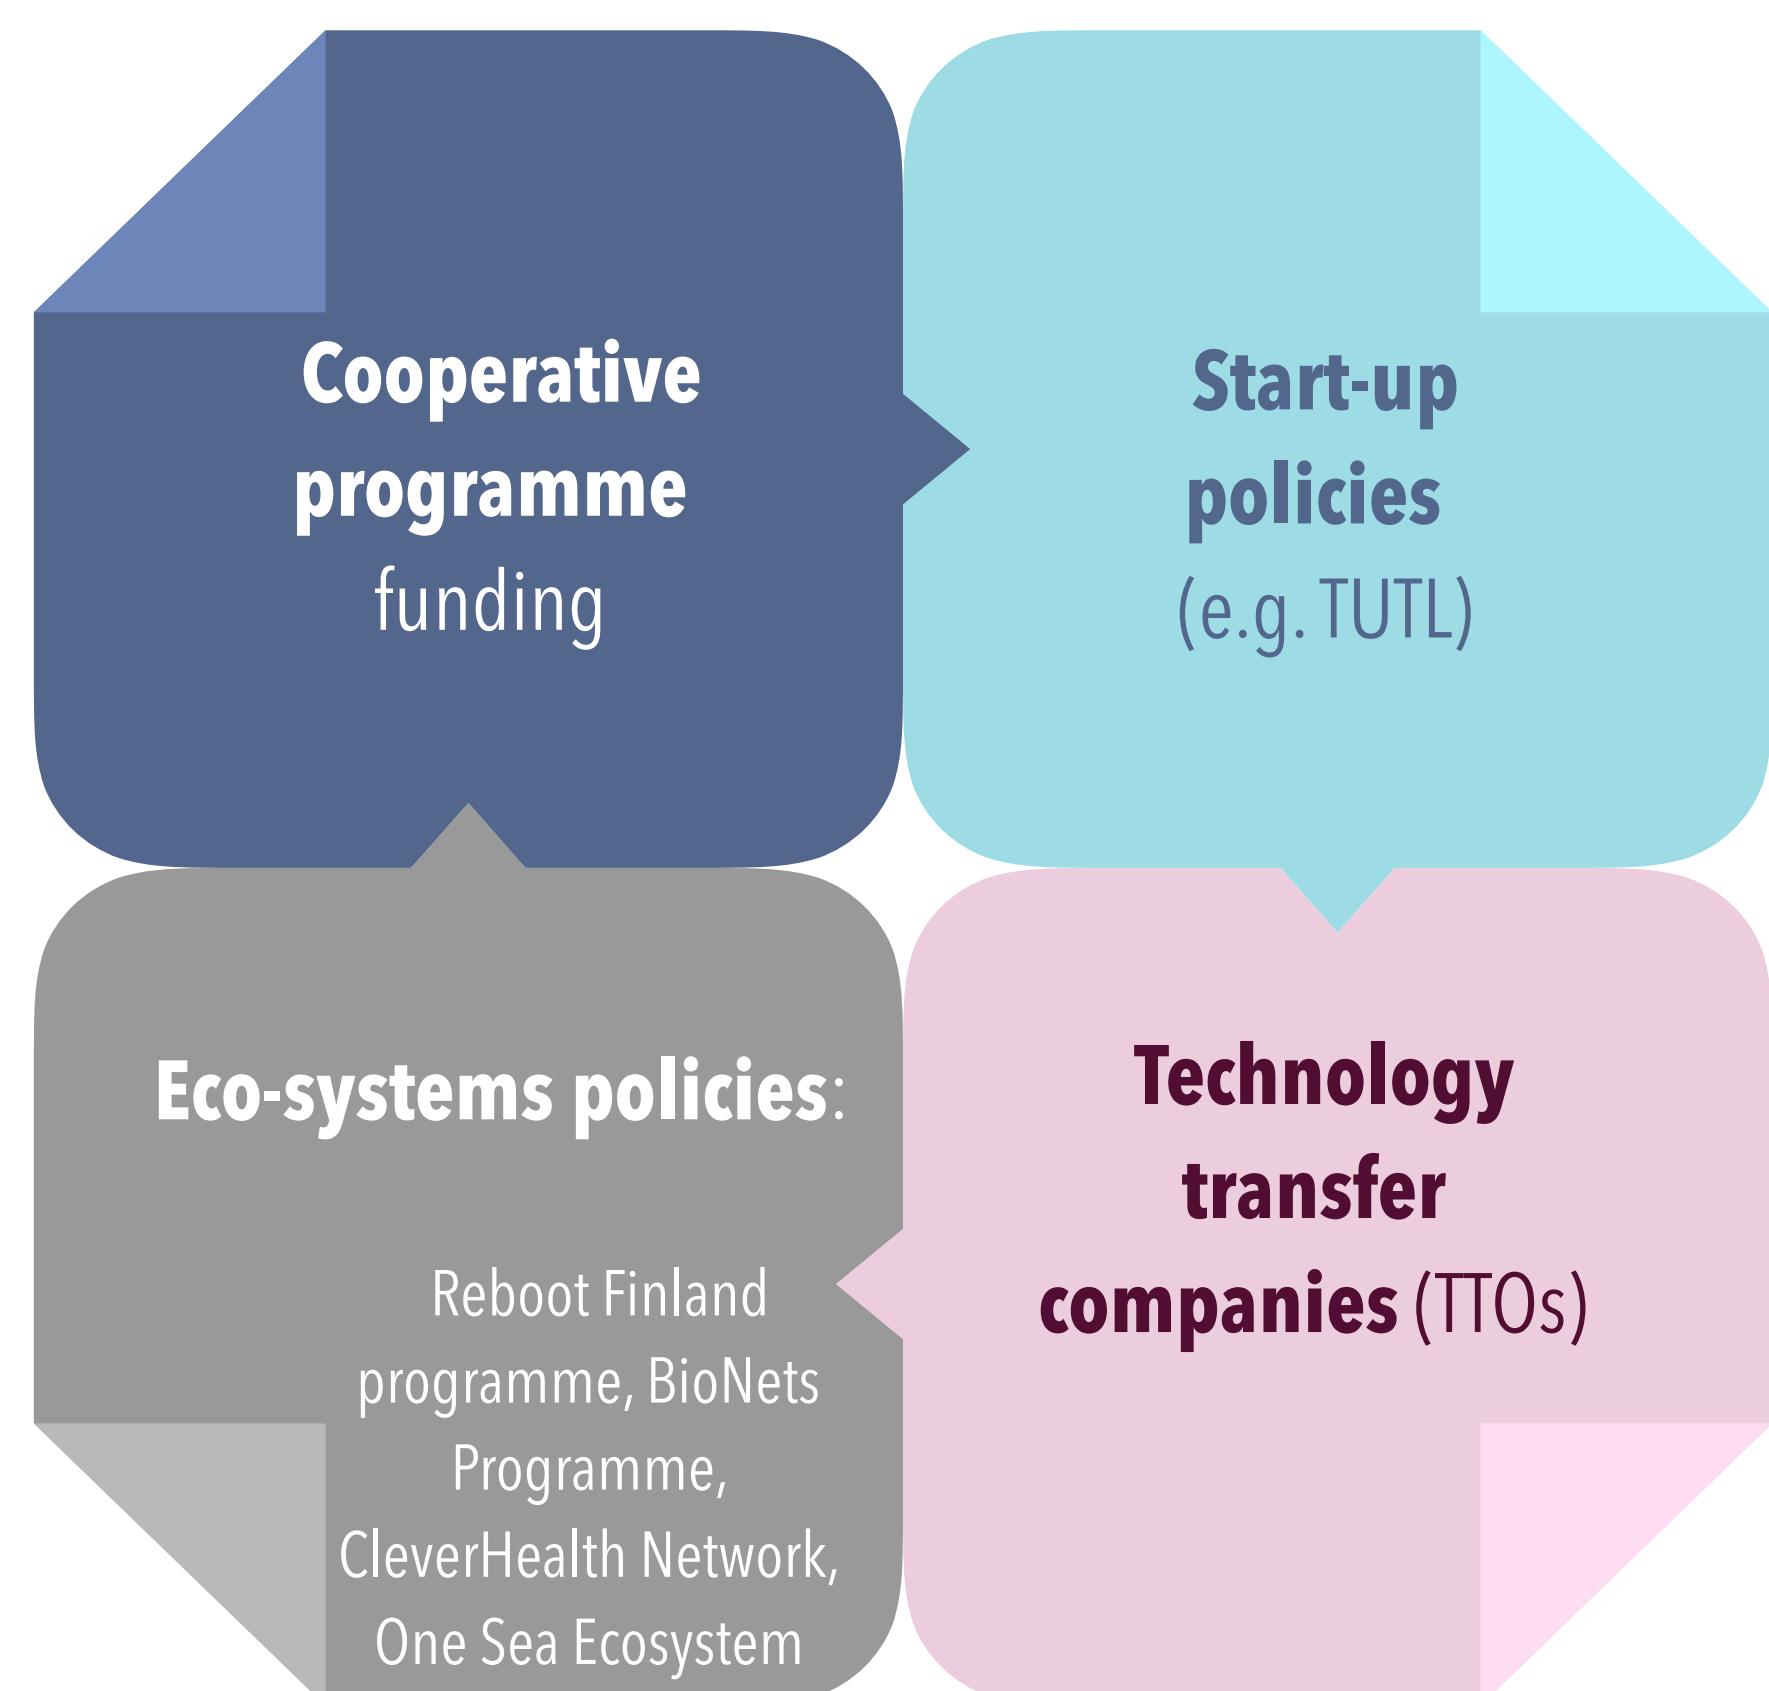 Cooperative
programme
funding
Start-up
policies
(e.g. TUTL)
Eco-systems policies:
Reboot Finland
programme, BioNets
Programme,
CleverHealth Network,
One Sea Ecosystem
Technology
transfer
companies (TTOs)